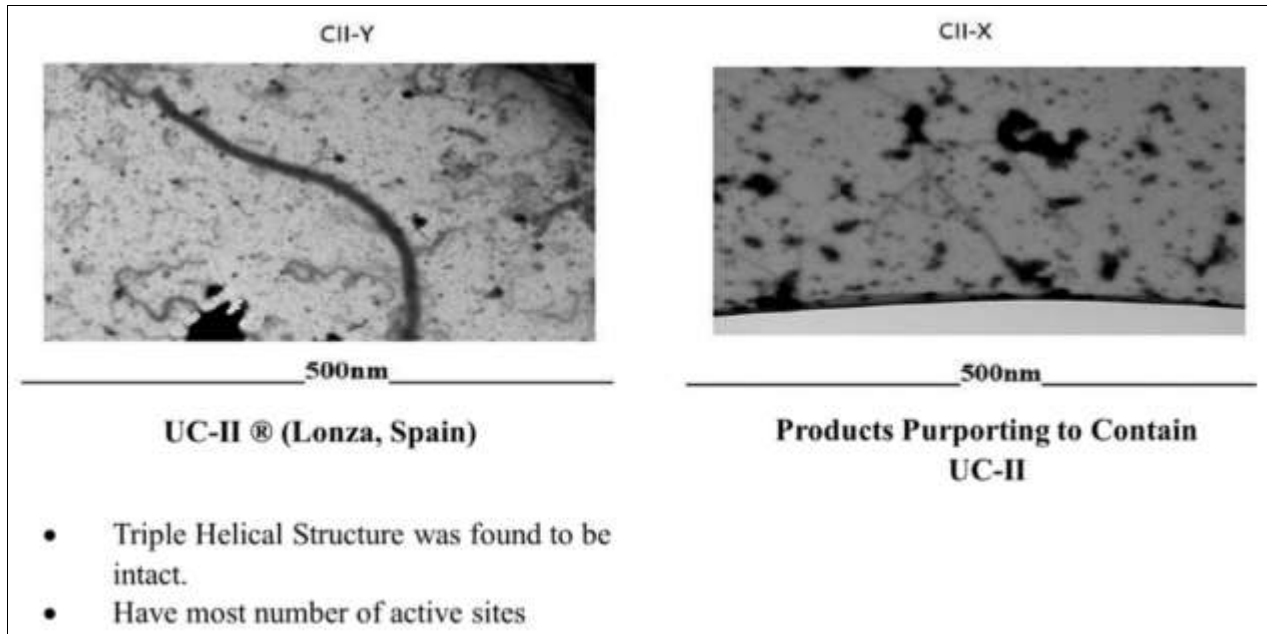 CII-Y
CII-X
500nm
500nm
UC-II ® (Lonza, Spain)
Products Purporting to Contain
UC-II
• Triple Helical Structure was found to be
intact.
• Have most number of active sites